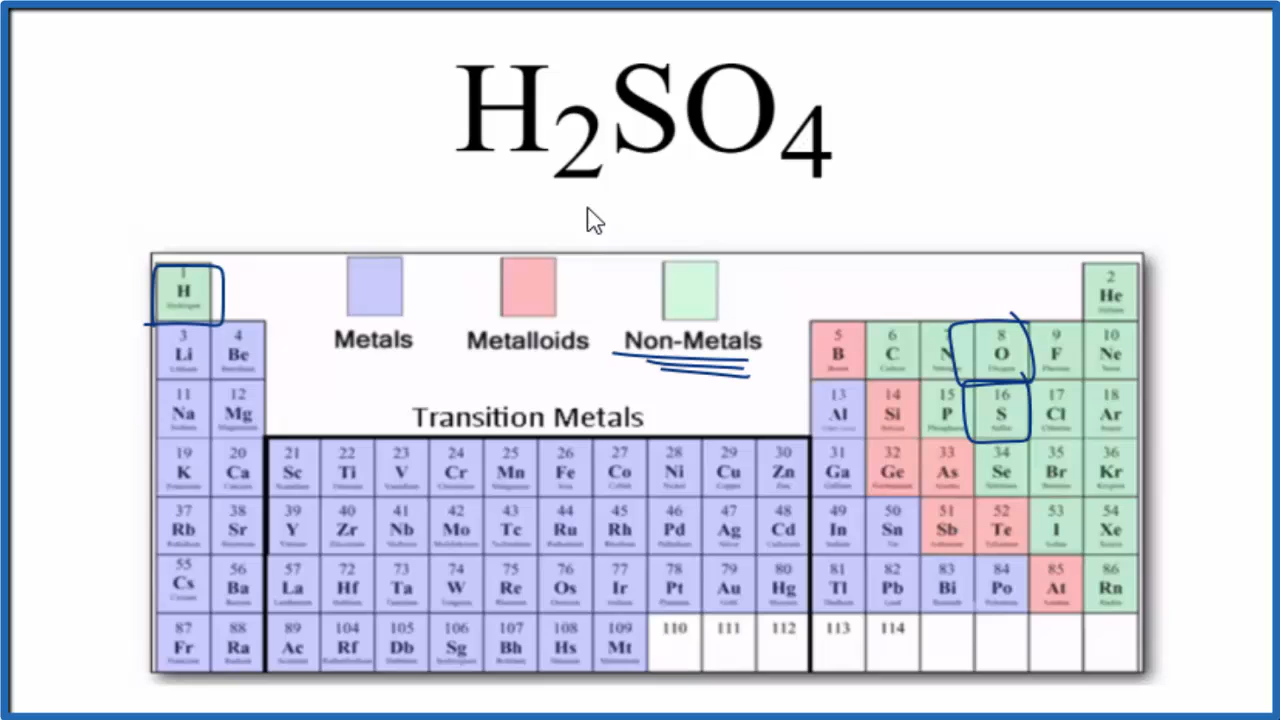 H2SO4
1 2
H He
Hydrogen
Metals Metalloids Non-Metals
3 4 5 6 7 8 9 10
Li Be B C N O F Ne
Transition Metals
11 12 13 14 15 16 17 18
Na Mg Al Si P S Cl Ar
19 20 21 22 23 24 25 26 27 28 29 30 31 32 33 34 35 36
K Ca Sc Ti V Cr Mn Fe Co Ni Cu Zn Ga Ge As Se Br Kr
37 38 39 40 41 42 43 44 45 46 47 48 49 50 51 52 53 54
Rb Sr Y Zr Nb Mo Tc Ru Rh Pd Ag Cd In Sn Sb Te I Xe
55 56 57 72 73 74 75 76 77 78 79 80 81 82 83 84 85 86
Cs Ba La Hf Ta W Re Os Ir Pt Au Hg Tl Pb Bi Po At Rn
87 88 89 104 105 106 107 108 109 110 111 112 113 114
Fr Ra Ac Rf Db Sg Bh Hs Mt